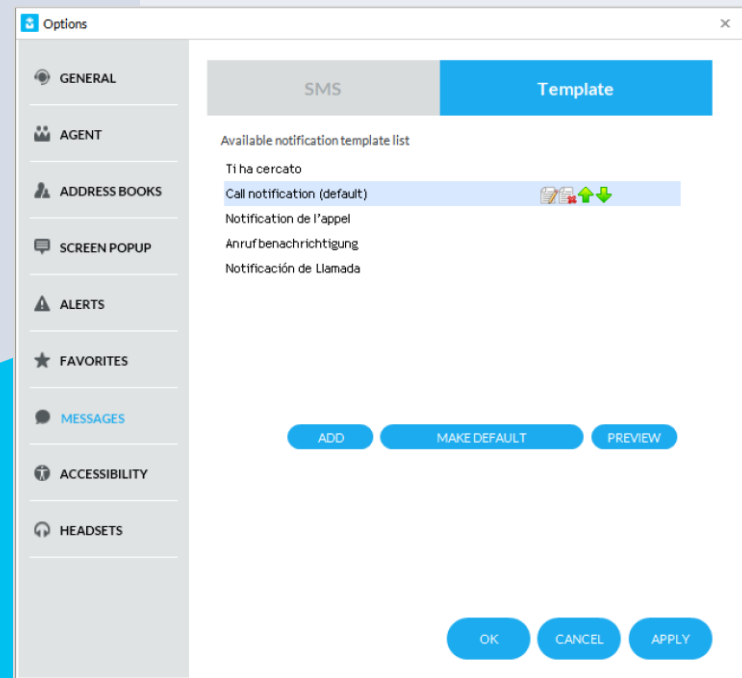 Options
GENERAL
AGENT
ADDRESS BOOKS
SCREEN POPUP
ALERTS
FAVORITES
MESSAGES
ACCESSIBILITY
HEADSETS
SMS
Template
Available notification template list
Ti ha cercato
Call notification (default)
Notification de l'appel
Anrufbenachrichtigung
Notificación de Llamada
ADD
MAKE DEFAULT
PREVIEW
OK
CANCEL
APPLY